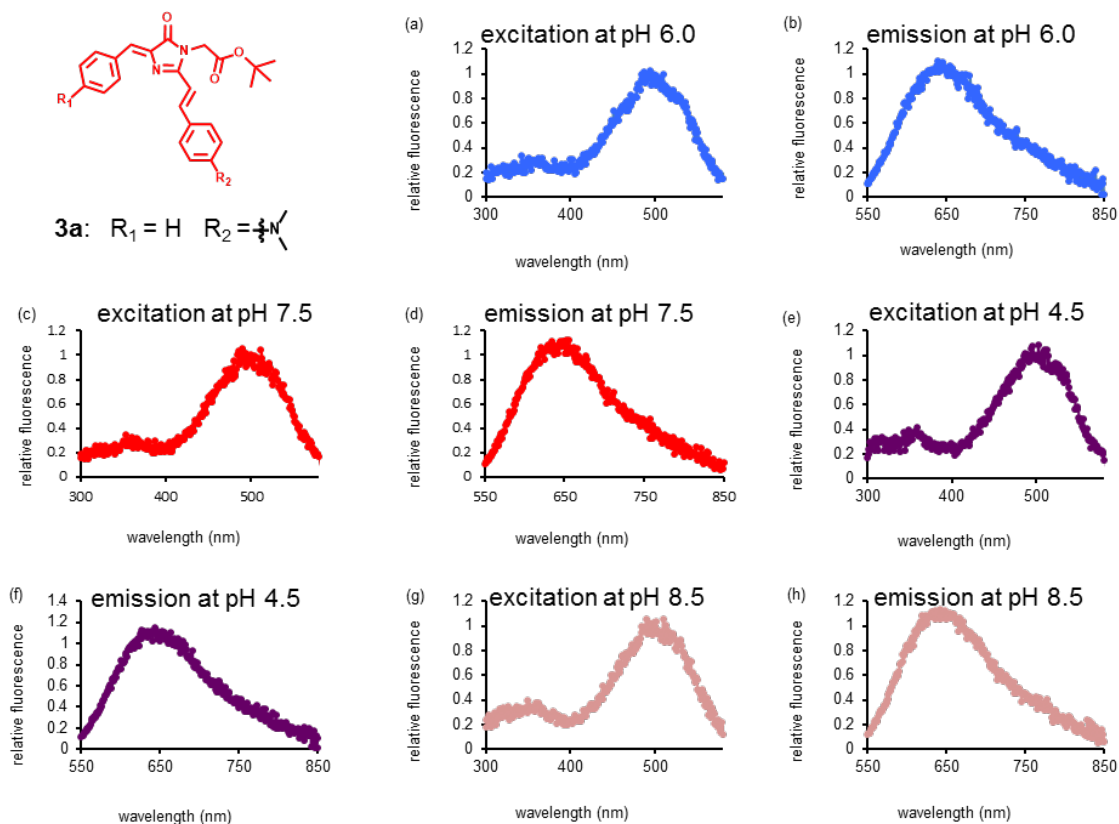 O
N
O
O
N
R1
R2
3a: R1 = H R2 = N
(a)
excitation at pH 6.0
relative fluorescence
1.2
1
0.8
0.6
0.4
0.2
0
300 400 500
wavelength (nm)
(b)
emission at pH 6.0
relative fluorescence
1.2
1
0.8
0.6
0.4
0.2
0
550 650 750 850
wavelength (nm)
(c)
excitation at pH 7.5
relative fluorescence
1.2
1
0.8
0.6
0.4
0.2
0
300 400 500
wavelength (nm)
(d)
emission at pH 7.5
relative fluorescence
1.2
1
0.8
0.6
0.4
0.2
0
550 650 750 850
wavelength (nm)
(e)
excitation at pH 4.5
relative fluorescence
1.2
1
0.8
0.6
0.4
0.2
0
300 400 500
wavelength (nm)
(f)
emission at pH 4.5
relative fluorescence
1.4
1.2
1
0.8
0.6
0.4
0.2
0
550 650 750 850
wavelength (nm)
(g)
excitation at pH 8.5
relative fluorescence
1.2
1
0.8
0.6
0.4
0.2
0
300 400 500
wavelength (nm)
(h)
emission at pH 8.5
relative fluorescence
1.2
1
0.8
0.6
0.4
0.2
0
550 650 750 850
wavelength (nm)